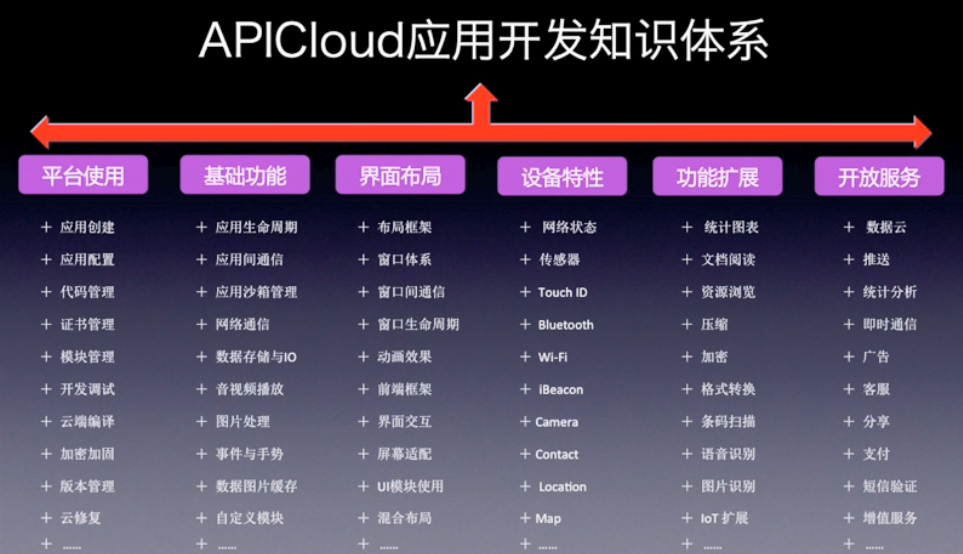 APICloud应用开发知识体系
平台使用
+ 应用创建
+ 应用配置
+ 代码管理
+ 证书管理
+ 模块管理
+ 开发调试
+ 云端编译
+ 加密加固
+ 版本管理
+ 云修复
+ ……
基础功能
+ 应用生命周期
+ 应用间通信
+ 应用沙箱管理
+ 网络通信
+ 数据存储与IO
+ 音视频播放
+ 图片处理
+ 事件与手势
+ 数据图片缓存
+ 自定义模块
+ ……
界面布局
+ 布局框架
+ 窗口体系
+ 窗口间通信
+ 窗口生命周期
+ 动画效果
+ 前端框架
+ 界面交互
+ 屏幕适配
+ UI模块使用
+ 混合布局
+ ……
设备特性
+ 网络状态
+ 传感器
+ Touch ID
+ Bluetooth
+ Wi-Fi
+ iBeacon
+ Camera
+ Contact
+ Location
+ Map
+ ……
功能扩展
+ 统计图表
+ 文档阅读
+ 资源浏览
+ 压缩
+ 加密
+ 格式转换
+ 条码扫描
+ 语音识别
+ 图片识别
+ IoT 扩展
+ ……
开放服务
+ 数据云
+ 推送
+ 统计分析
+ 即时通信
+ 广告
+ 客服
+ 分享
+ 支付
+ 短信验证
+ 增值服务
+ ……